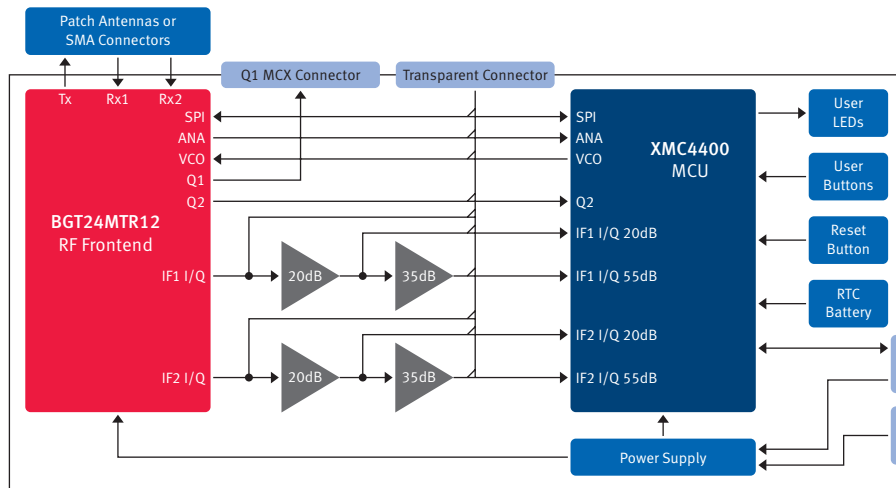 Patch Antennas or
SMA Connectors
Q1 MCX Connector
Transparent Connector
Tx
Rx1
Rx2
SPI
ANA
VCO
Q1
Q2
BGT24MTR12
RF Frontend
IF1 I/Q
IF2 I/Q
20dB
35dB
20dB
35dB
SPI
ANA
VCO
XMC4400
MCU
Q2
IF1 I/Q 20dB
IF1 I/Q 55dB
IF2 I/Q 20dB
IF2 I/Q 55dB
User
LEDs
User
Buttons
Reset
Button
RTC
Battery
Power Supply